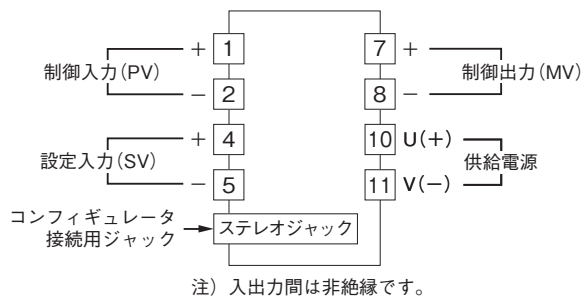 制御入力(PV)
+ 1
− 2
設定入力(SV)
+ 4
− 5
7 +
8 −
制御出力(MV)
10 U(+)
11 V(−)
供給電源
コンフィギュレータ
接続用ジャック
ステレオジャック
注) 入出力間は非絶縁です。